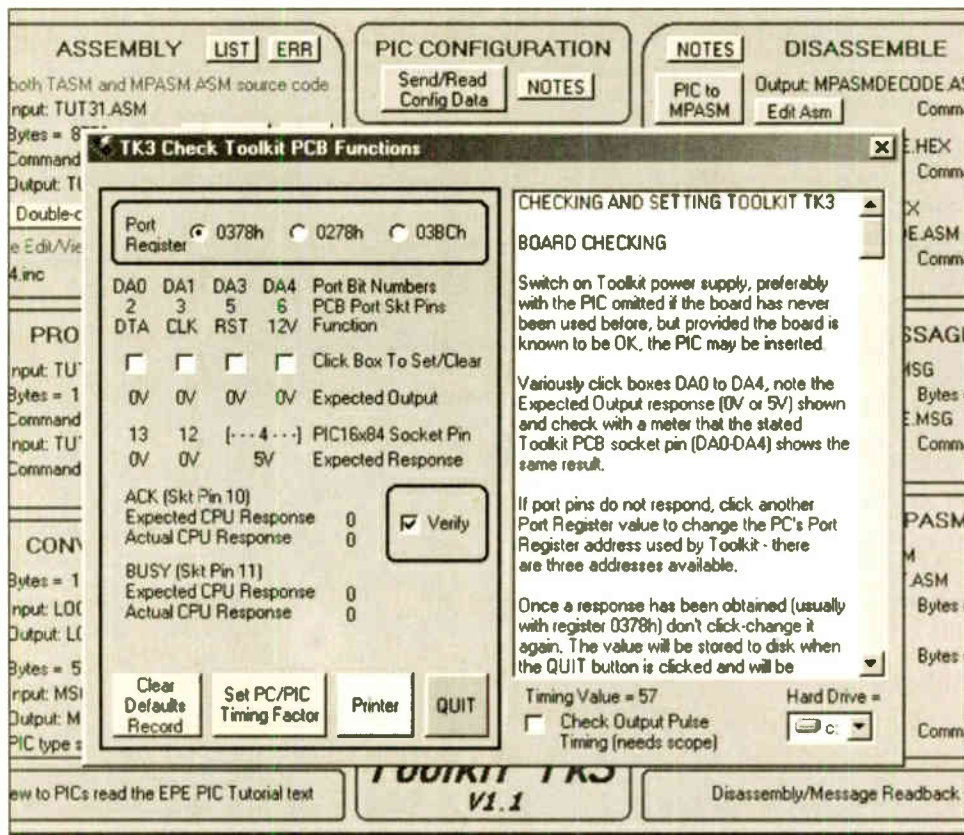 ASSEMBLY LIST ERR
both TASM and MPASM ASM source code
nput: TUT31.ASM
Bytes =
Command
Output:
Double-c
e Edit/Vie
4.inc
PIC CONFIGURATION
Send/Read
Config Data
NOTES
NOTES DISASSEMBLE
PIC to
MPASM
Output: MPASMDECODE.AS
Edit Asm
Comm
E.HEX
Comm
E.ASM
Comm
TK3 Check Toolkit PCB Functions
Port
Register
0378h 0278h 03BCh
DA0 DA1 DA3 DA4 Port Bit Numbers
2 3 5 6 PCB Port Skt Pins
DTA CLK RST 12V Function
Click Box To Set/Clear
0V 0V 0V 0V Expected Output
13 12 [---4---] PIC16x84 Socket Pin
0V 0V 5V Expected Response
ACK (Skt Pin 10)
Expected CPU Response 0
Actual CPU Response 0
Verify
BUSY (Skt Pin 11)
Expected CPU Response 0
Actual CPU Response 0
Clear
Defaults
Record
Set PC/PIC
Timing Factor
Printer
QUIT
CHECKING AND SETTING TOOLKIT TK3
BOARD CHECKING
Switch on Toolkit power supply, preferably
with the PIC omitted if the board has never
been used before, but provided the board is
known to be OK, the PIC may be inserted.
Variously click boxes DA0 to DA4, note the
Expected Output response (0V or 5V) shown
and check with a meter that the stated
Toolkit PCB socket pin (DA0-DA4) shows the
same result.
If port pins do not respond, click another
Port Register value to change the PC's Port
Register address used by Toolkit - there
are three addresses available.
Once a response has been obtained (usually
with register 0378h) don't click-change it
again. The value will be stored to disk when
the QUIT button is clicked and will be
Timing Value = 57
Check Output Pulse
Timing (needs scope)
Hard Drive =
c:
PRO
nput: TU
Bytes = 1
Command
nput: TU
Command
CONV
Bytes = 1
nput: LOO
Output: LO
Bytes = 5
nput: MS
Output: M
PIC type s
SSAG
MSG
Bytes
E.MSG
Comm
PASM
M
.ASM
Bytes
Bytes
Comm
ew to PICs read the EPE PIC Tutorial text
Toolkit TK3
V1.1
Disassembly/Message Readback